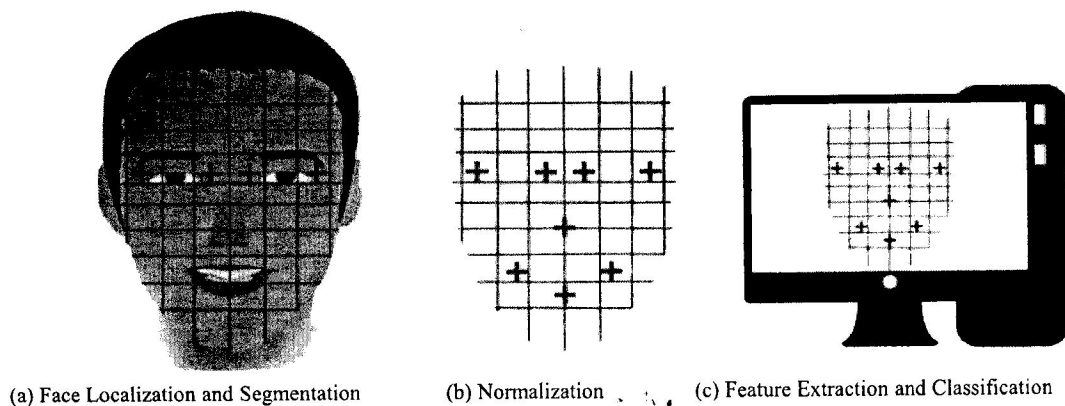 (a) Face Localization and Segmentation
(b) Normalization
(c) Feature Extraction and Classification